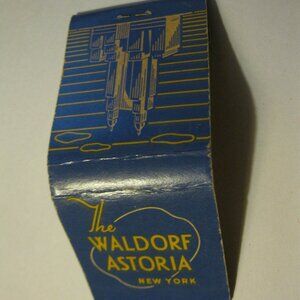 The
WALDORF
ASTORIA
NEW YORK